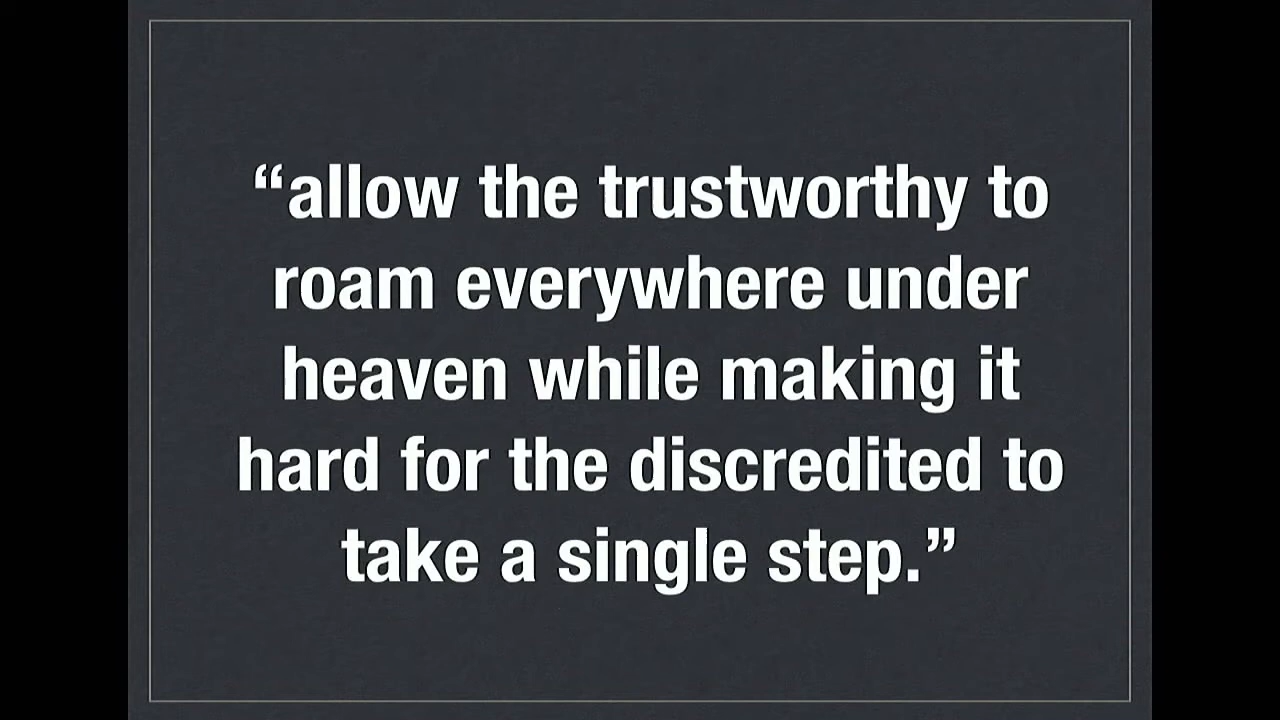 “allow the trustworthy to
roam everywhere under
heaven while making it
hard for the discredited to
take a single step.”